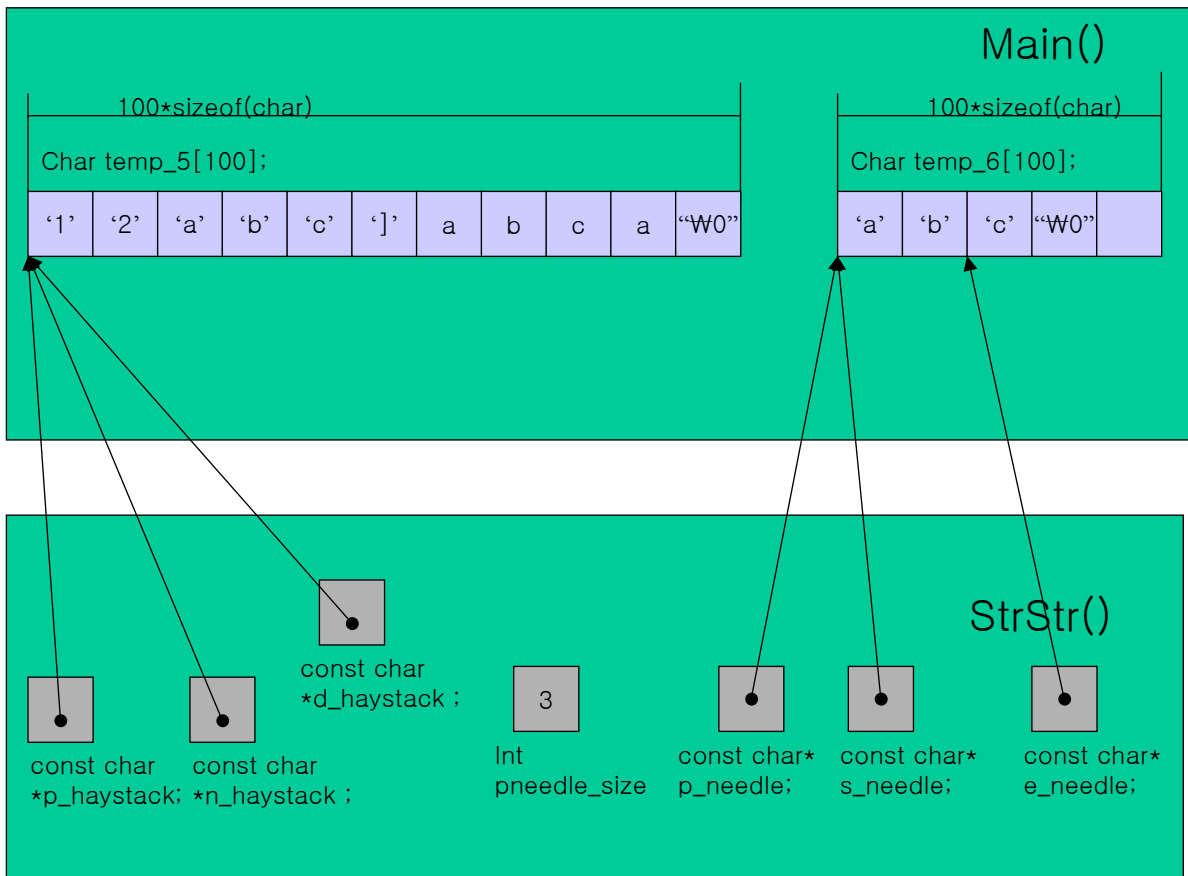 Main()
100*sizeof(char)
100*sizeof(char)
Char temp_5[100];
Char temp_6[100];
‘1’ ‘2’ ‘a’ ‘b’ ‘c’ ‘]’ a b c a “₩0”
‘a’ ‘b’ ‘c’ “₩0”
StrStr()
const char
*d_haystack ;
3
const char
*p_haystack;
const char
*n_haystack ;
Int
pneedle_size
const char*
p_needle;
const char*
s_needle;
const char*
e_needle;